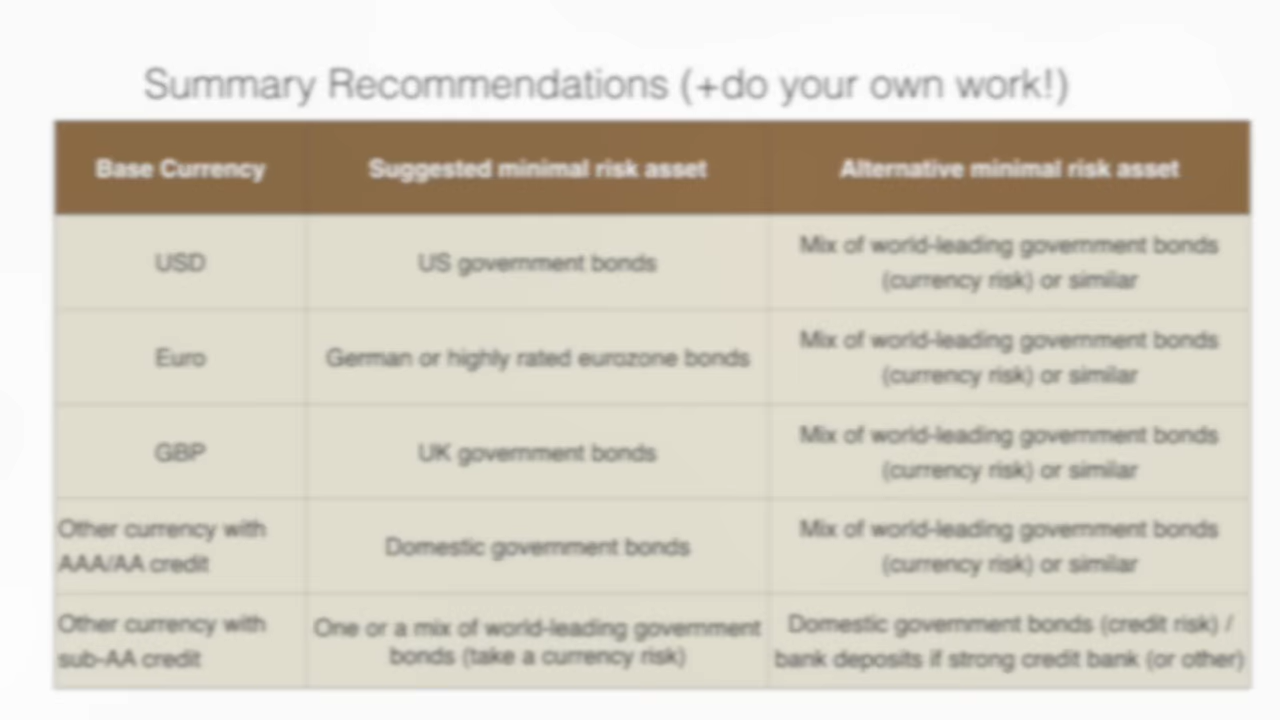 Summary Recommendations (+do your own work!)
Base Currency
Suggested minimal risk asset
Alternative minimal risk asset
USD
US government bonds
Mix of world-leading government bonds
(currency risk) or similar
Euro
German or highly rated eurozone bonds
Mix of world-leading government bonds
(currency risk) or similar
GBP
UK government bonds
Mix of world-leading government bonds
(currency risk) or similar
Other currency with
AAA/AA credit
Domestic government bonds
Mix of world-leading government bonds
(currency risk) or similar
Other currency with
sub-AA credit
One or a mix of world-leading government
bonds (take a currency risk)
Domestic government bonds (credit risk) /
bank deposits if strong credit bank (or other)